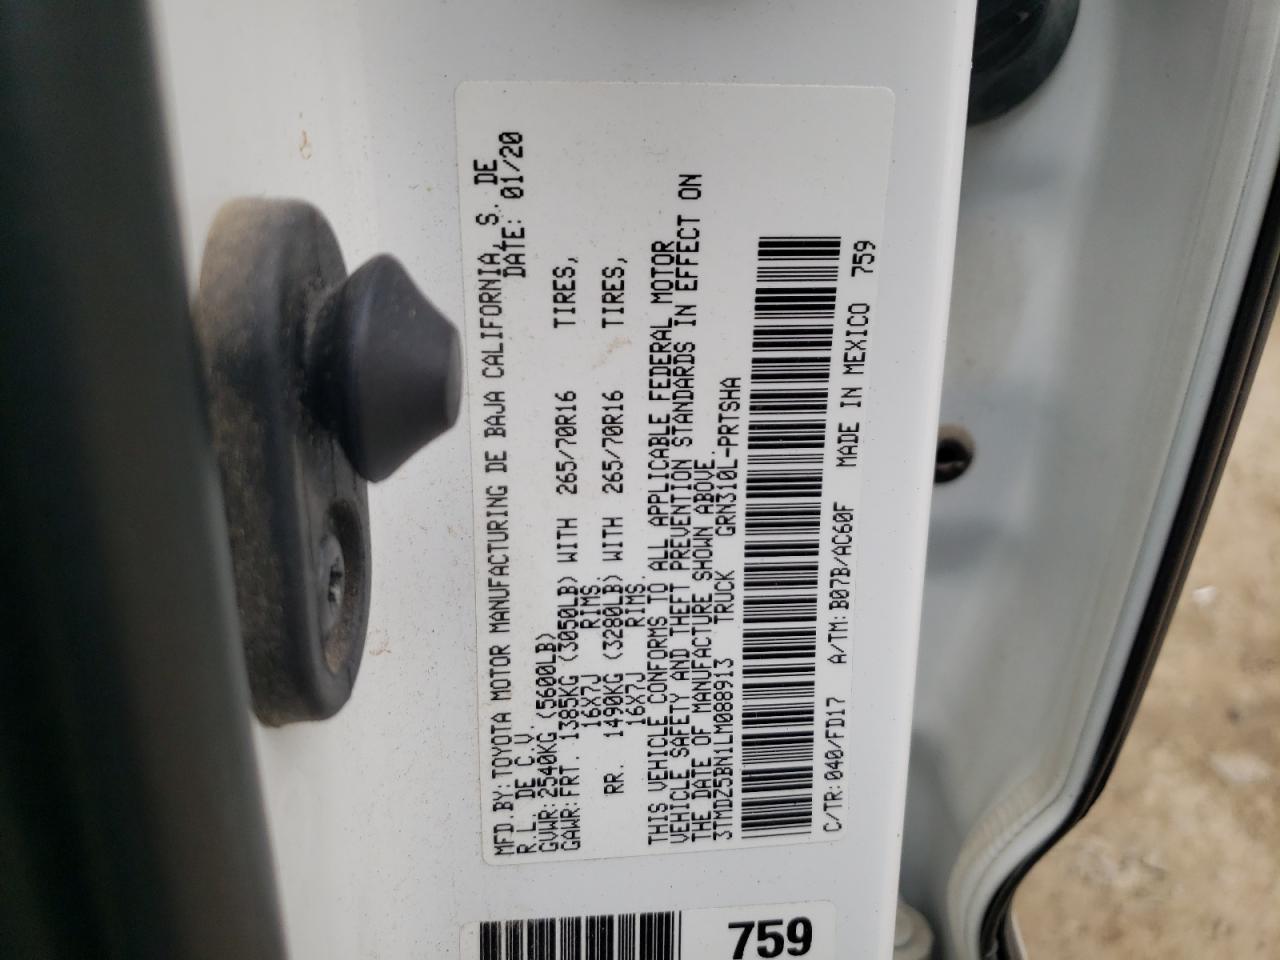 MFD.BY:TOYOTA MOTOR MANUFACTURING DE BAJA CALIFORNIA, S. DE
R.L. DE C.V. DATE: 01/20
GVWR:2540KG (5600LB)
GAWR:FRT. 1385KG (3050LB) WITH 265/70R16 TIRES,
16X7J RIMS.
RR. 1490KG (3280LB) WITH 265/70R16 TIRES,
16X7J RIMS.
THIS VEHICLE CONFORMS TO ALL APPLICABLE FEDERAL MOTOR
VEHICLE SAFETY AND THEFT PREVENTION STANDARDS IN EFFECT ON
THE DATE OF MANUFACTURE SHOWN ABOVE.
3TMDZ5BN1LM088913 TRUCK GRN310L-PRTSHA
C/TR:040/FD17 A/TM:B07B/AC60F MADE IN MEXICO 759
759